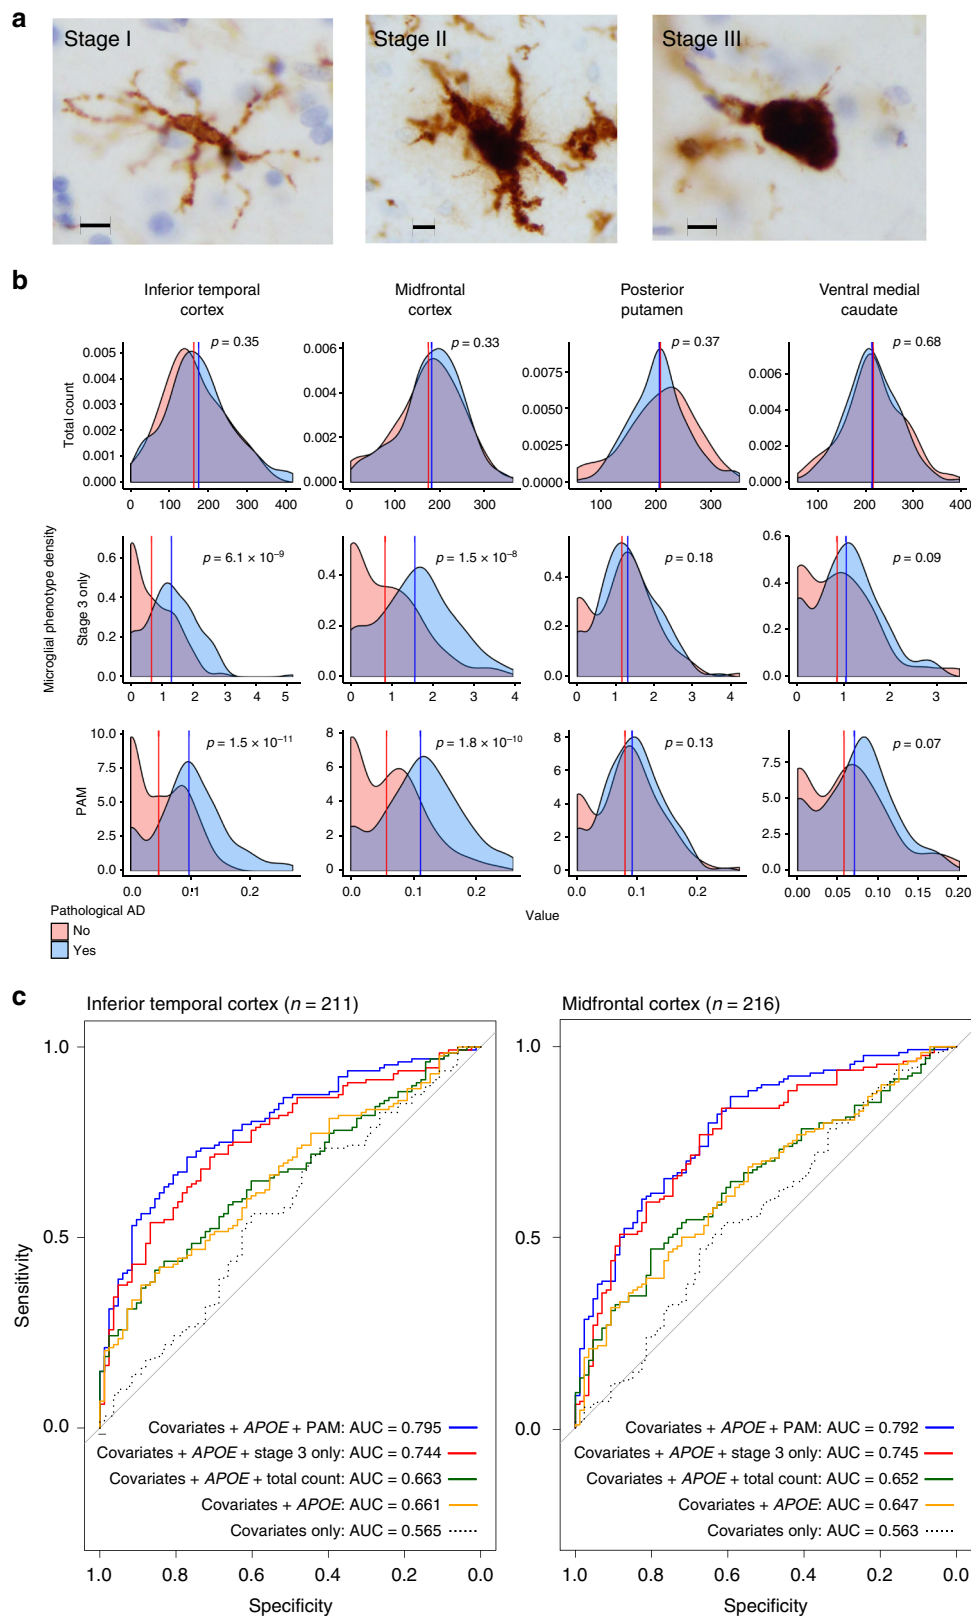 a
Stage I
Stage II
Stage III
b
Inferior temporal
cortex
Midfrontal
cortex
Posterior
putamen
Ventral medial
caudate
Microglial phenotype density
Total count
p = 0.35
0.005
0.004
0.003
0.002
0.001
0.000
0 100 200 300 400
p = 0.33
0.006
0.004
0.002
0.000
0 100 200 300
p = 0.37
0.0075
0.0050
0.0025
0.0000
100 200 300
p = 0.68
0.006
0.004
0.002
0.000
100 200 300 400
Stage 3 only
p = 6.1 × 10⁻⁹
0.6
0.4
0.2
0.0
0 1 2 3 4 5
p = 1.5 × 10⁻⁸
0.4
0.2
0.0
0 1 2 3 4
p = 0.18
0.4
0.2
0.0
0 1 2 3 4
p = 0.09
0.6
0.4
0.2
0.0
0 1 2 3
PAM
p = 1.5 × 10⁻¹¹
10.0
7.5
5.0
2.5
0.0
0.0 0.1 0.2
p = 1.8 × 10⁻¹⁰
8
6
4
2
0
0.0 0.1 0.2
p = 0.13
8
6
4
2
0
0.0 0.1 0.2
p = 0.07
7.5
5.0
2.5
0.0
0.00 0.05 0.10 0.15 0.20
Value
Pathological AD
No
Yes
c
Inferior temporal cortex (n = 211)
Sensitivity
1.0
0.5
0.0
Covariates + APOE + PAM: AUC = 0.795
Covariates + APOE + stage 3 only: AUC = 0.744
Covariates + APOE + total count: AUC = 0.663
Covariates + APOE: AUC = 0.661
Covariates only: AUC = 0.565
1.0 0.8 0.6 0.4 0.2 0.0
Specificity
Midfrontal cortex (n = 216)
1.0
0.5
0.0
Covariates + APOE + PAM: AUC = 0.792
Covariates + APOE + stage 3 only: AUC = 0.745
Covariates + APOE + total count: AUC = 0.652
Covariates + APOE: AUC = 0.647
Covariates only: AUC = 0.563
1.0 0.8 0.6 0.4 0.2 0.0
Specificity